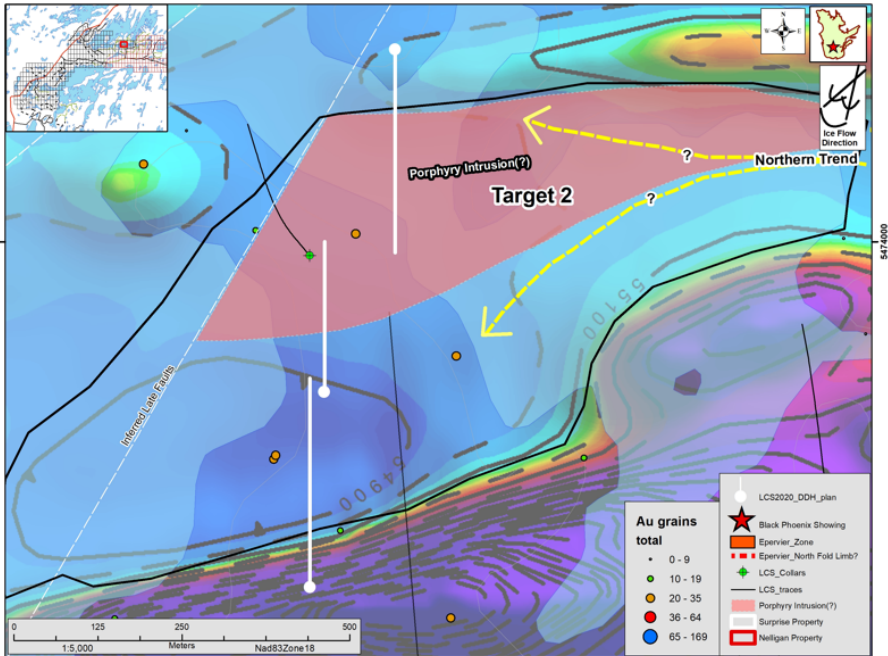 N
W
E
S
Ice Flow
Direction
Porphyry Intrusion(?)
?
Northern Trend
Target 2
?
5474000
55100
Inferred Late Faults
54900
Au grains
total
0 - 9
10 - 19
20 - 35
36 - 64
65 - 169
LCS2020_DDH_plan
Black Phoenix Showing
Epervier_Zone
Epervier_North Fold Limb?
LCS_Collars
LCS_traces
Porphyry Intrusion(?)
Surprise Property
Nelligan Property
0
125
250
500
Meters
1:5,000
Nad83Zone18